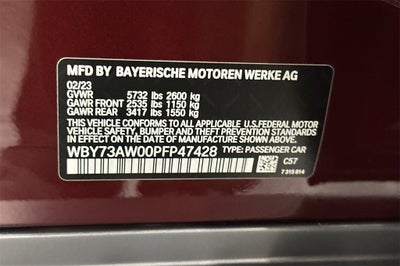 MFD BY BAYERISCHE MOTOREN WERKE AG
02/23
GVWR 5732 lbs 2600 kg
GAWR FRONT 2535 lbs 1150 kg
GAWR REAR 3417 lbs 1550 kg
THIS VEHICLE CONFORMS TO ALL APPLICABLE U.S.FEDERAL MOTOR
VEHICLE SAFETY, BUMPER, AND THEFT PREVENTION STANDARDS
IN EFFECT ON THE DATE OF MANUFACTURE SHOWN ABOVE.
WBY73AW00PFP47428 TYPE: PASSENGER CAR
C57
7 316 814